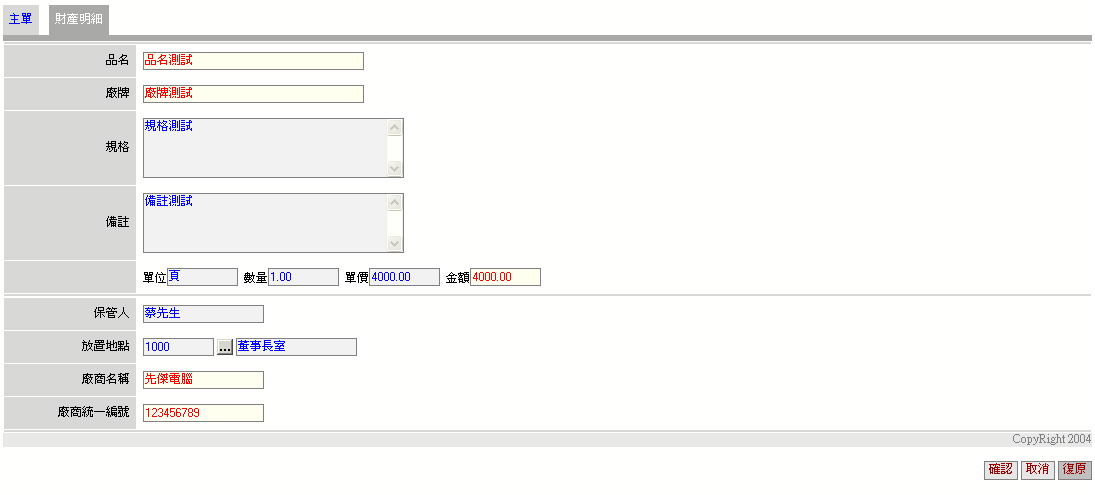 主單 財產明細
品名 品名測試
廠牌 廠牌測試
規格 規格測試
備註 備註測試
單位 頁 數量 1.00 單價 4000.00 金額 4000.00
保管人 蔡先生
放置地點 1000 ... 董事長室
廠商名稱 先傑電腦
廠商統一編號 123456789
CopyRight 2004
確認 取消 復原